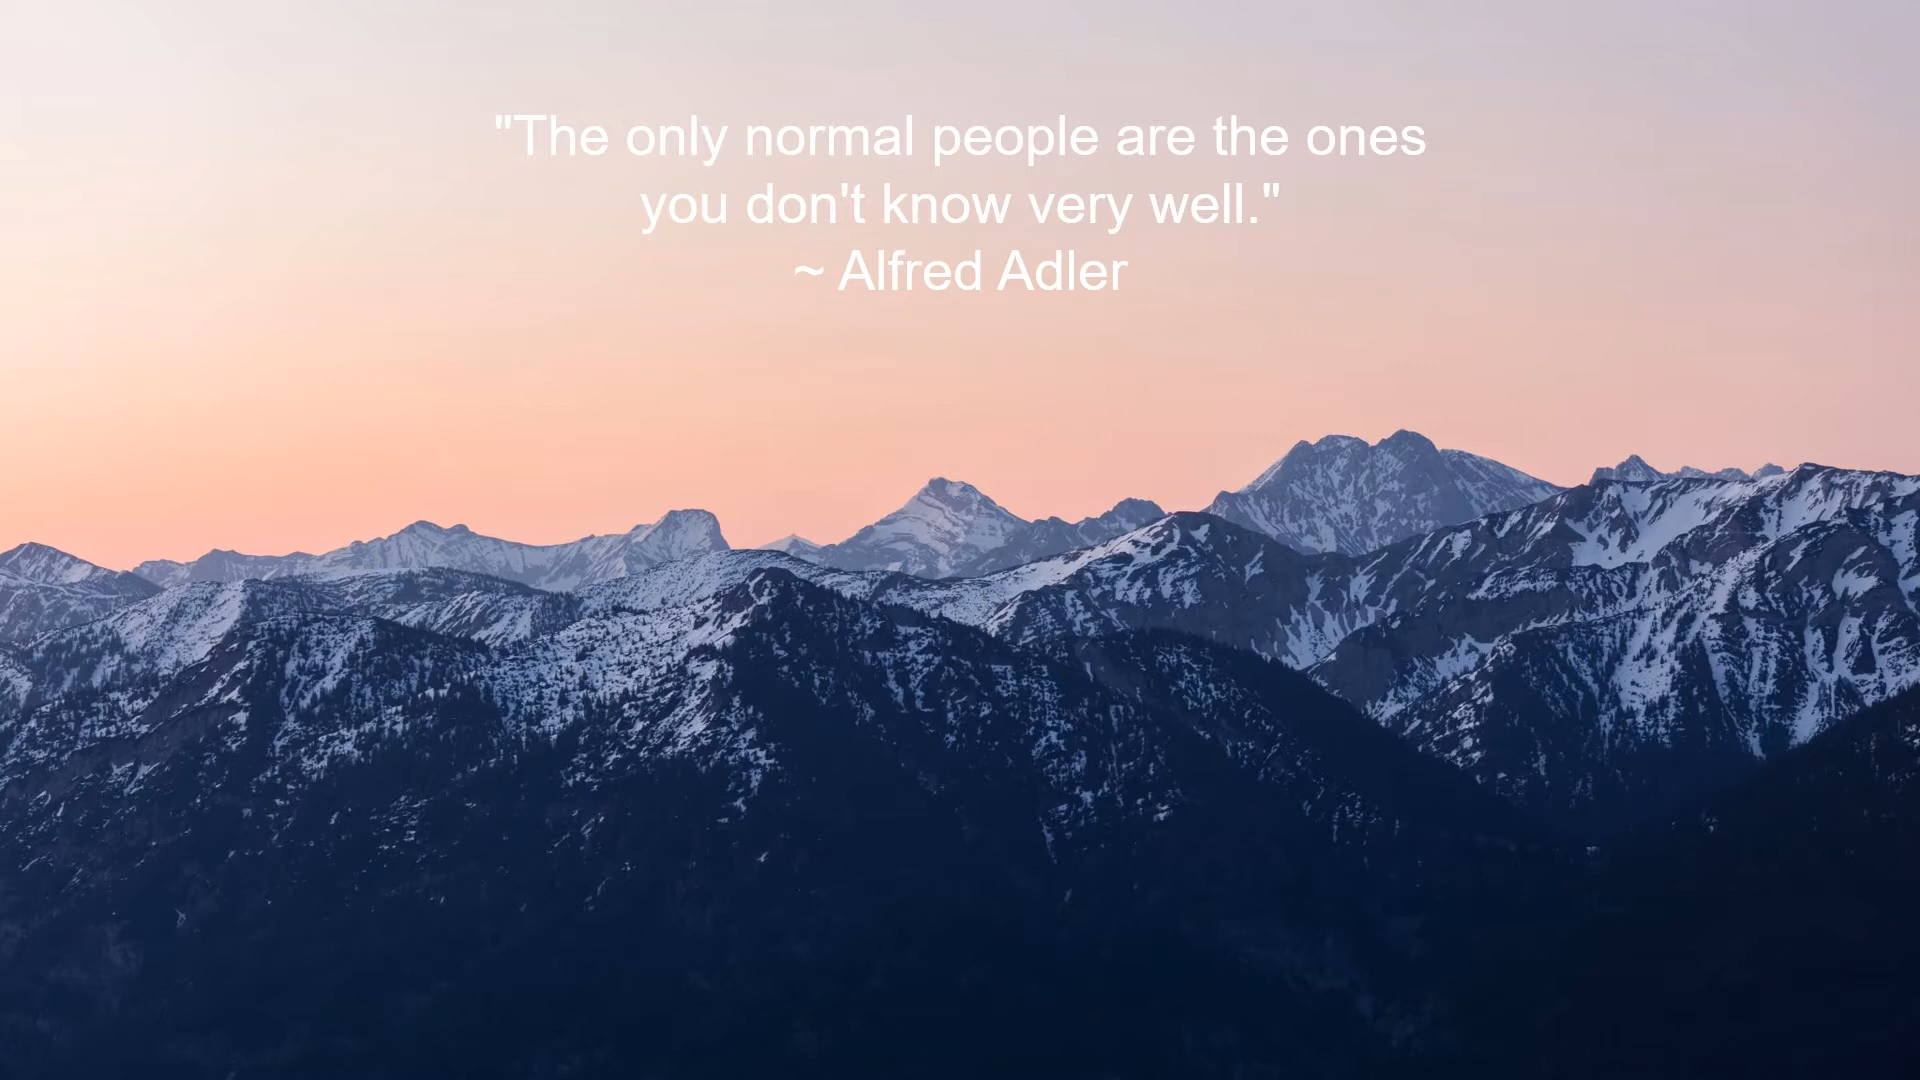 "The only normal people are the ones
you don't know very well."
~ Alfred Adler